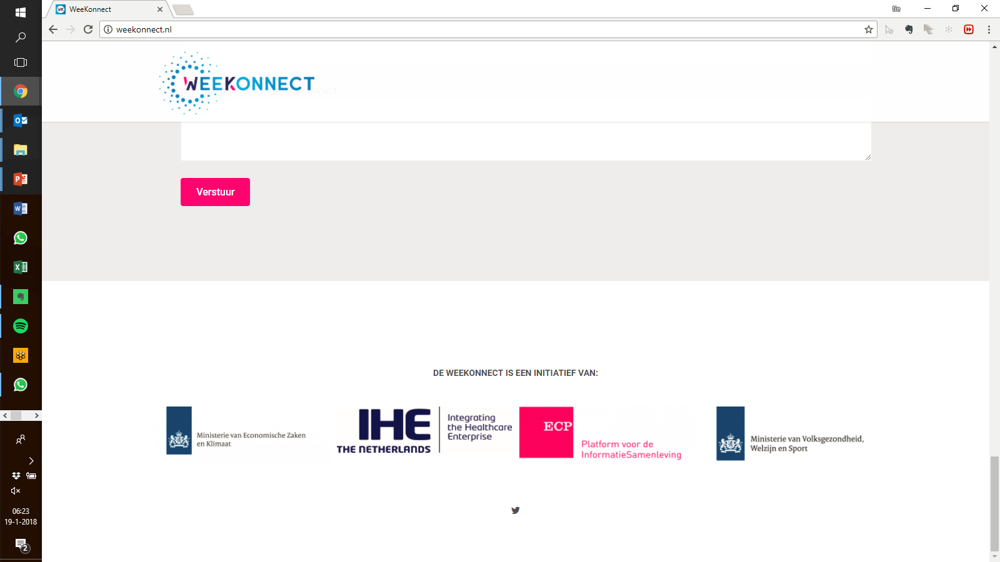 WeeKonnect
tie
weekonnect.nl
WEEKONNECT
Verstuur
DE WEEKONNECT IS EEN INITIATIEF VAN:
Ministerie van Economische Zaken
en Klimaat
IHE
THE NETHERLANDS
Integrating
the Healthcare
Enterprise
ECP
Platform voor de
InformatieSamenleving
Ministerie van Volksgezondheid,
Welzijn en Sport
06:23
19-1-2018
2